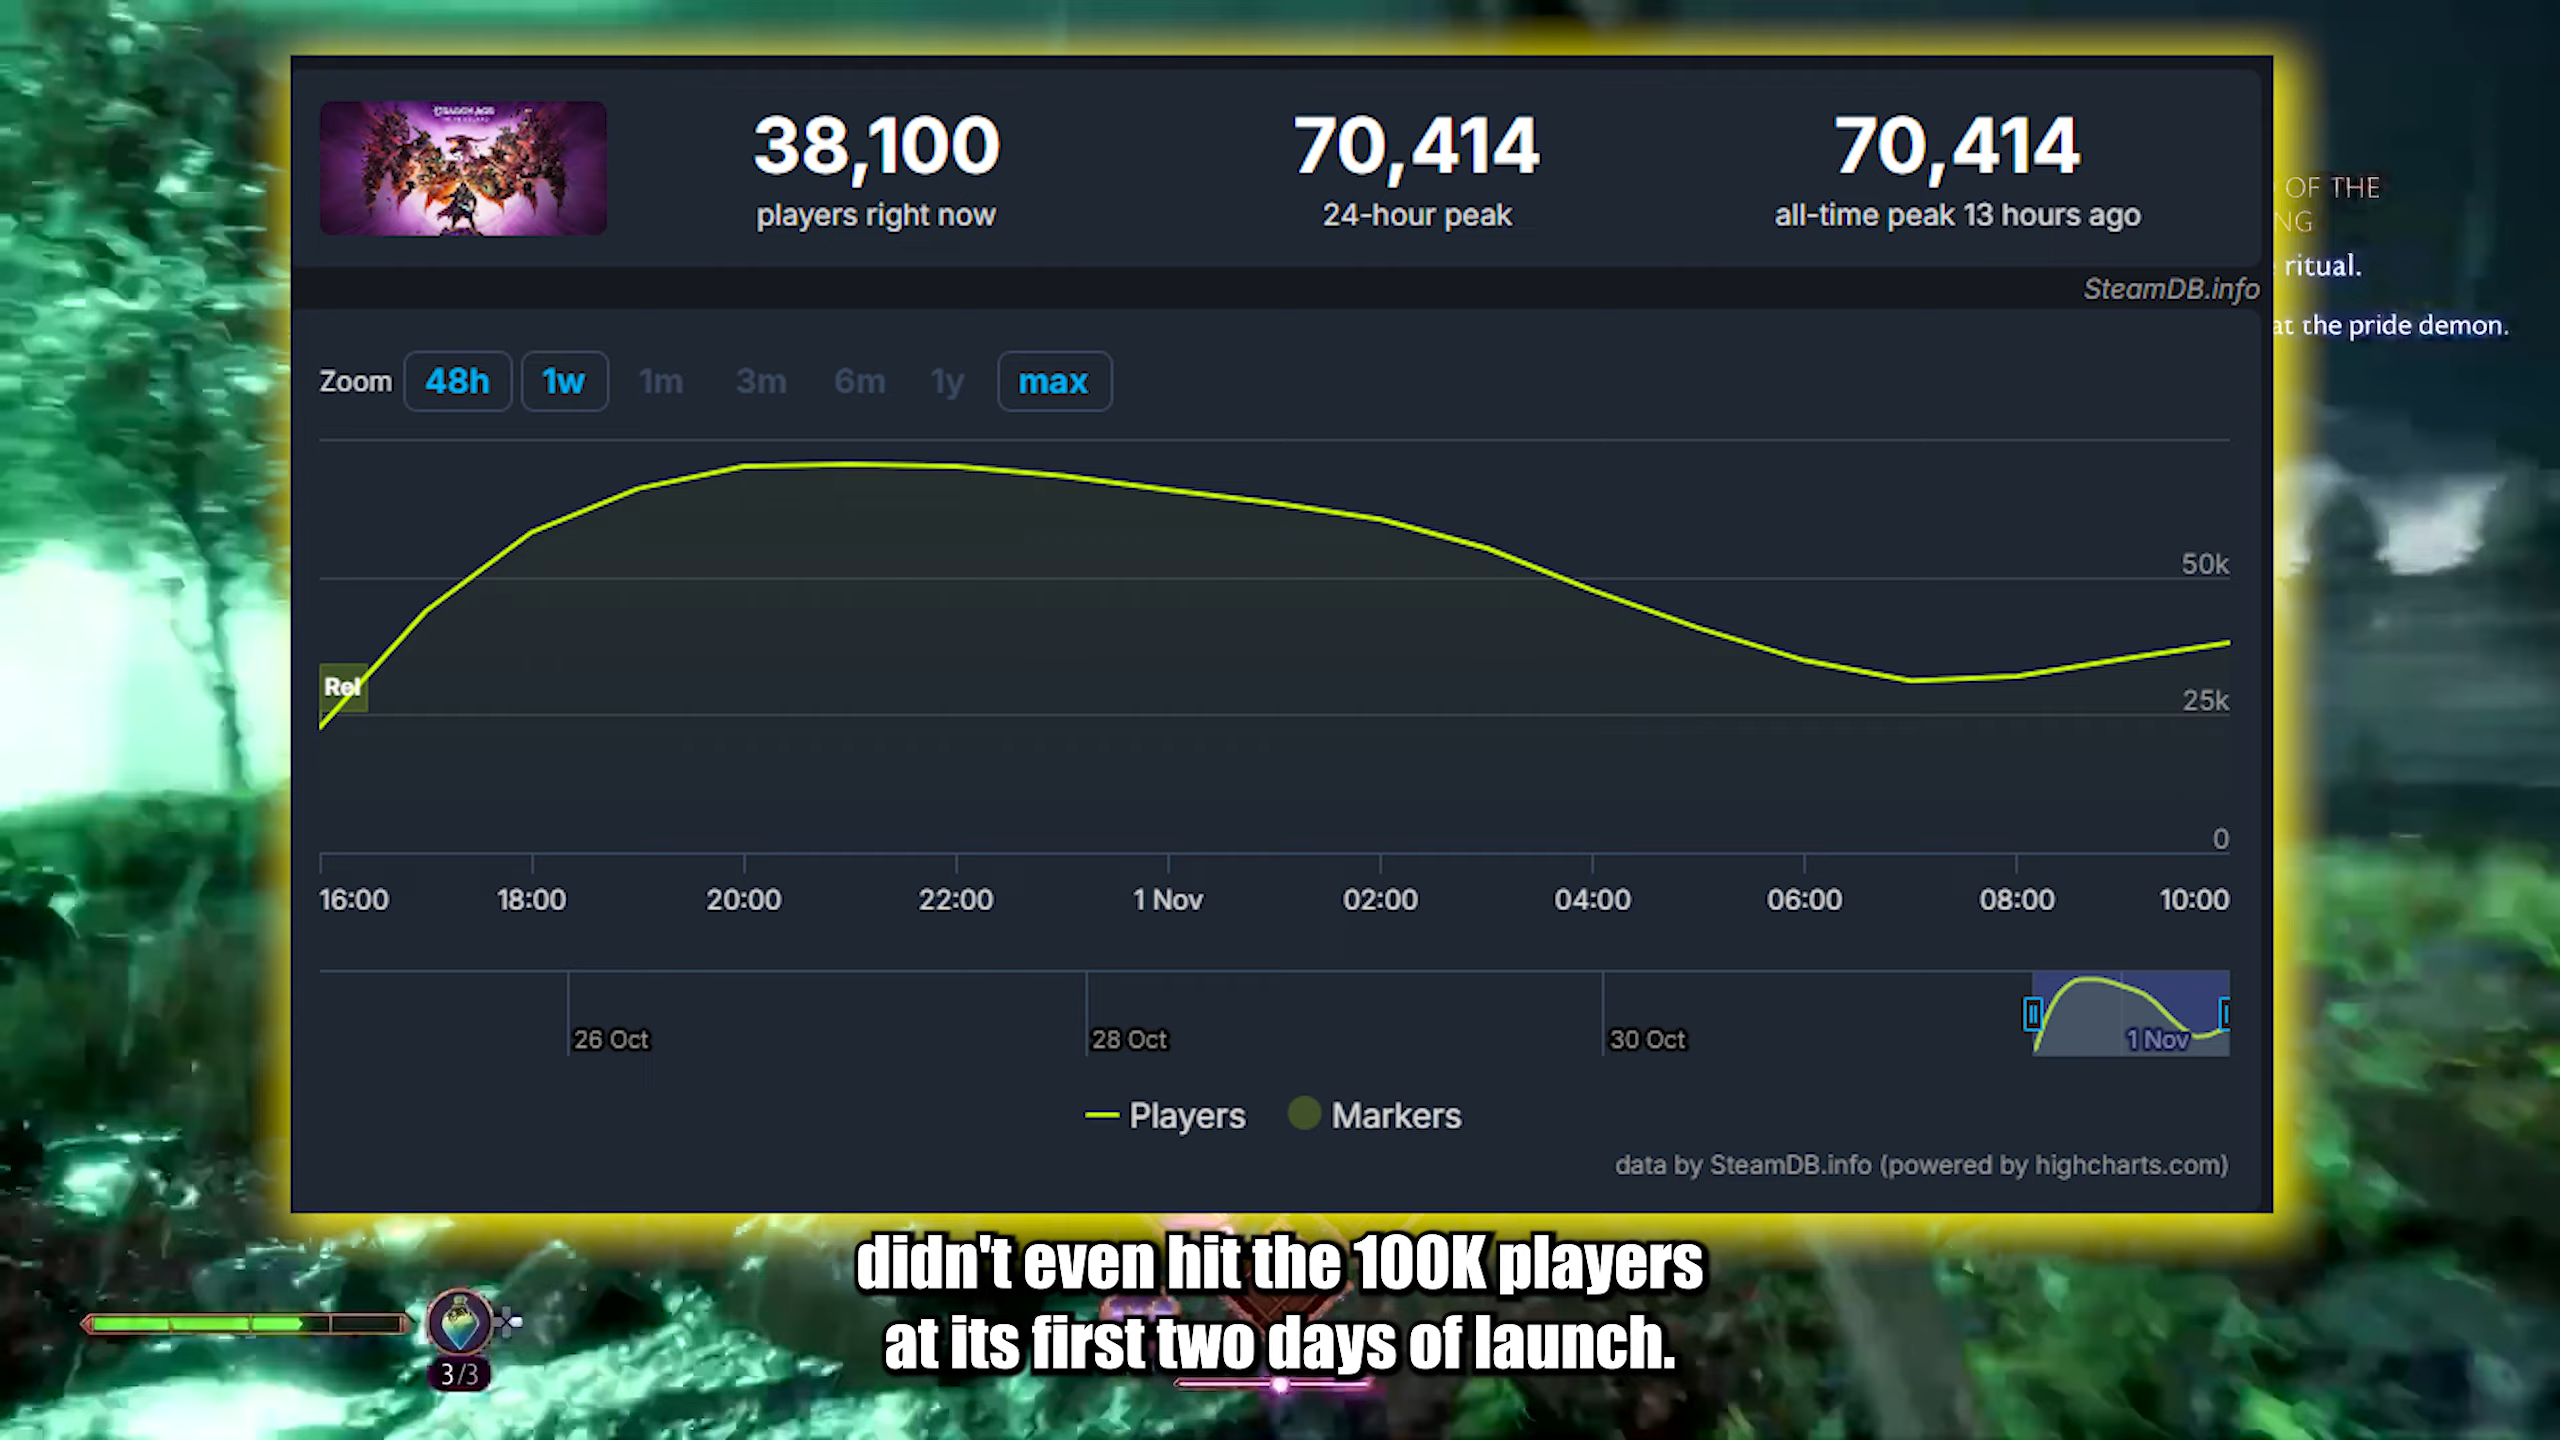 DRAGON AGE
38,100
players right now
70,414
24-hour peak
70,414
all-time peak 13 hours ago
OF THE
NG
ritual.
SteamDB.info
at the pride demon.
Zoom 48h 1w 1m 3m 6m 1y max
50k
Rel
25k
0
16:00 18:00 20:00 22:00 1 Nov 02:00 04:00 06:00 08:00 10:00
26 Oct 28 Oct 30 Oct 1 Nov
Players Markers
data by SteamDB.info (powered by highcharts.com)
didn't even hit the 100K players
at its first two days of launch.
3/3